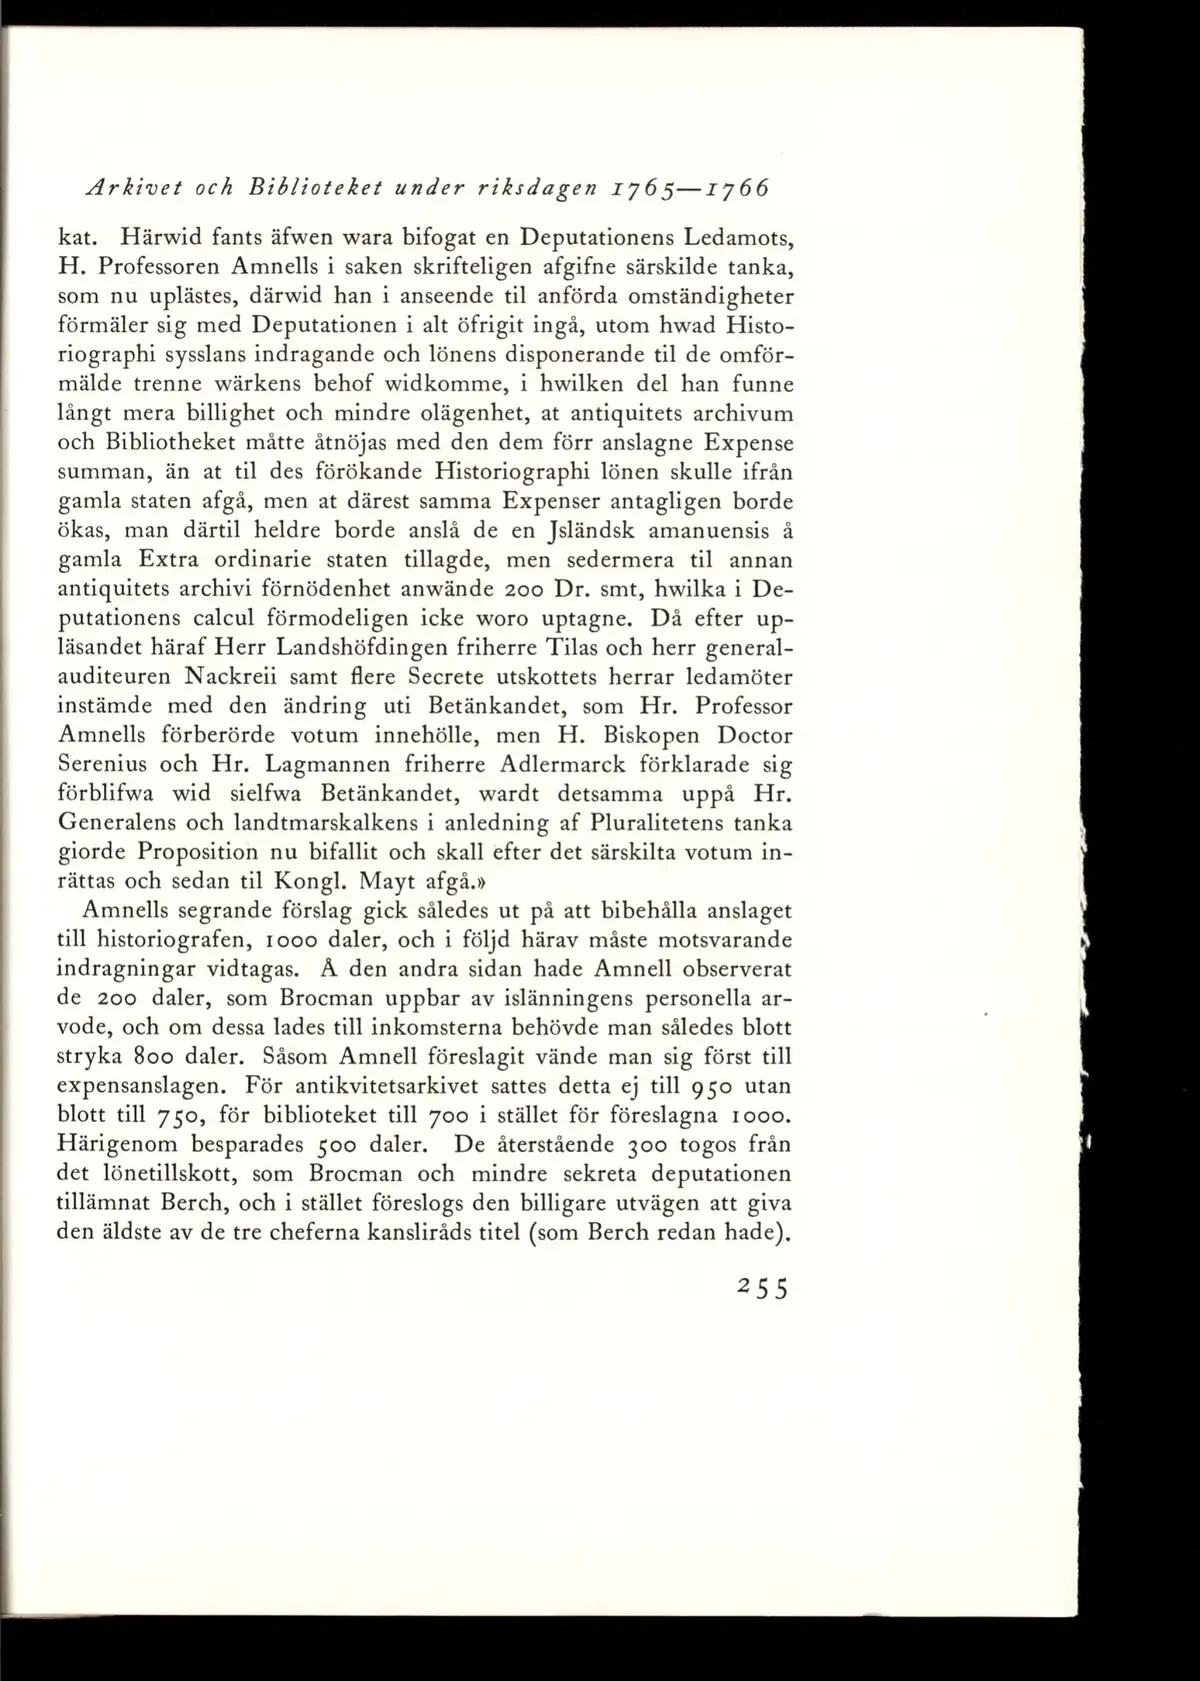 Arkivet och Biblioteket under riksdagen 1765—1766
kat. Härwid fants äfwen wara bifogat en Deputationens Ledamots,
H. Professoren Amnells i saken skrifteligen afgifne särskilde tanka,
som nu uplästes, därwid han i anseende til anförda omständigheter
förmäler sig med Deputationen i alt öfrigit ingå, utom hwad Histo-
riographi sysslans indragande och lönens disponerande til de omför-
mälde trenne wärkens behof widkomme, i hwilken del han funne
långt mera billighet och mindre olägenhet, at antiquitets archivum
och Bibliotheket måtte åtnöjas med den dem förr anslagne Expense
summan, än at til des förökande Historiographi lönen skulle ifrån
gamla staten afgå, men at därest samma Expenser antagligen borde
ökas, man därtil heldre borde anslå de en Jsländsk amanuensis å
gamla Extra ordinarie staten tillagde, men sedermera til annan
antiquitets archivi förnödenhet anwände 200 Dr. smt, hwilka i De-
putationens calcul förmodeligen icke woro uptagne. Då efter up-
läsandet häraf Herr Landshöfdingen friherre Tilas och herr general-
auditeuren Nackreii samt flere Secrete utskottets herrar ledamöter
instämde med den ändring uti Betänkandet, som Hr. Professor
Amnells förberörde votum innehölle, men H. Biskopen Doctor
Serenius och Hr. Lagmannen friherre Adlermarck förklarade sig
förblifwa wid sielfwa Betänkandet, wardt detsamma uppå Hr.
Generalens och landtmarskalkens i anledning af Pluralitetens tanka
giorde Proposition nu bifallit och skall efter det särskilta votum in-
rättas och sedan til Kongl. Mayt afgå.»
Amnells segrande förslag gick således ut på att bibehålla anslaget
till historiografen, 1000 daler, och i följd härav måste motsvarande
indragningar vidtagas. Å den andra sidan hade Amnell observerat
de 200 daler, som Brocman uppbar av islänningens personella ar-
vode, och om dessa lades till inkomsterna behövde man således blott
stryka 800 daler. Såsom Amnell föreslagit vände man sig först till
expensanslagen. För antikvitetsarkivet sattes detta ej till 950 utan
blott till 750, för biblioteket till 700 i stället för föreslagna 1000.
Härigenom besparades 500 daler. De återstående 300 togos från
det lönetillskott, som Brocman och mindre sekreta deputationen
tillämnat Berch, och i stället föreslogs den billigare utvägen att giva
den äldste av de tre cheferna kansliråds titel (som Berch redan hade).
255